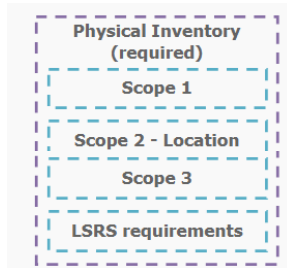 Physical Inventory
(required)
Scope 1
Scope 2 - Location
Scope 3
LSRS requirements